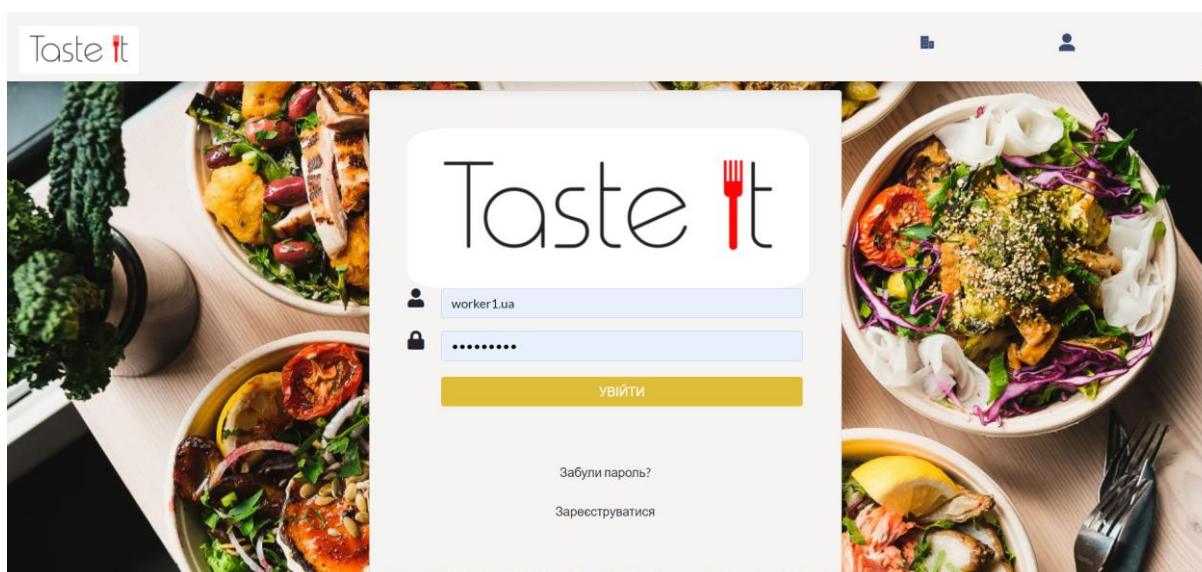 Taste It
Taste It
worker1.ua
•••••••••
УВІЙТИ
Забули пароль?
Зареєструватися